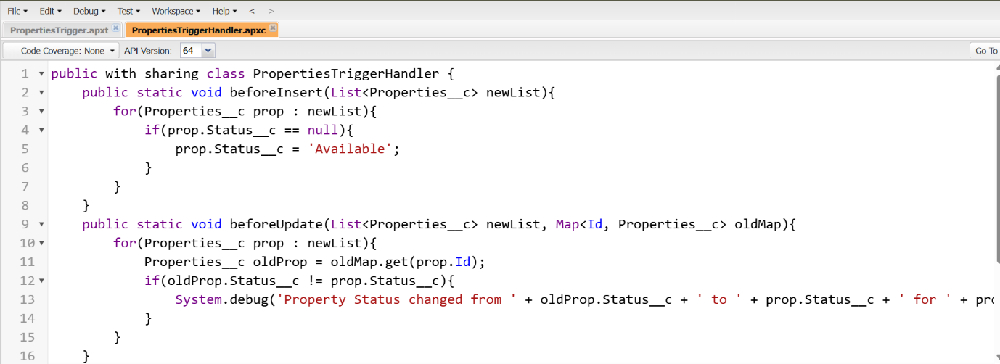 File Edit Debug Test Workspace Help < >
PropertiesTrigger.apxt PropertiesTriggerHandler.apxc
Code Coverage: None API Version: 64 Go To
1 public with sharing class PropertiesTriggerHandler {
2 public static void beforeInsert(List<Properties__c> newList){
3 for(Properties__c prop : newList){
4 if(prop.Status__c == null){
5 prop.Status__c = 'Available';
6 }
7 }
8 }
9 public static void beforeUpdate(List<Properties__c> newList, Map<Id, Properties__c> oldMap){
10 for(Properties__c prop : newList){
11 Properties__c oldProp = oldMap.get(prop.Id);
12 if(oldProp.Status__c != prop.Status__c){
13 System.debug('Property Status changed from ' + oldProp.Status__c + ' to ' + prop.Status__c + ' for ' +
14 }
15 }
16 }